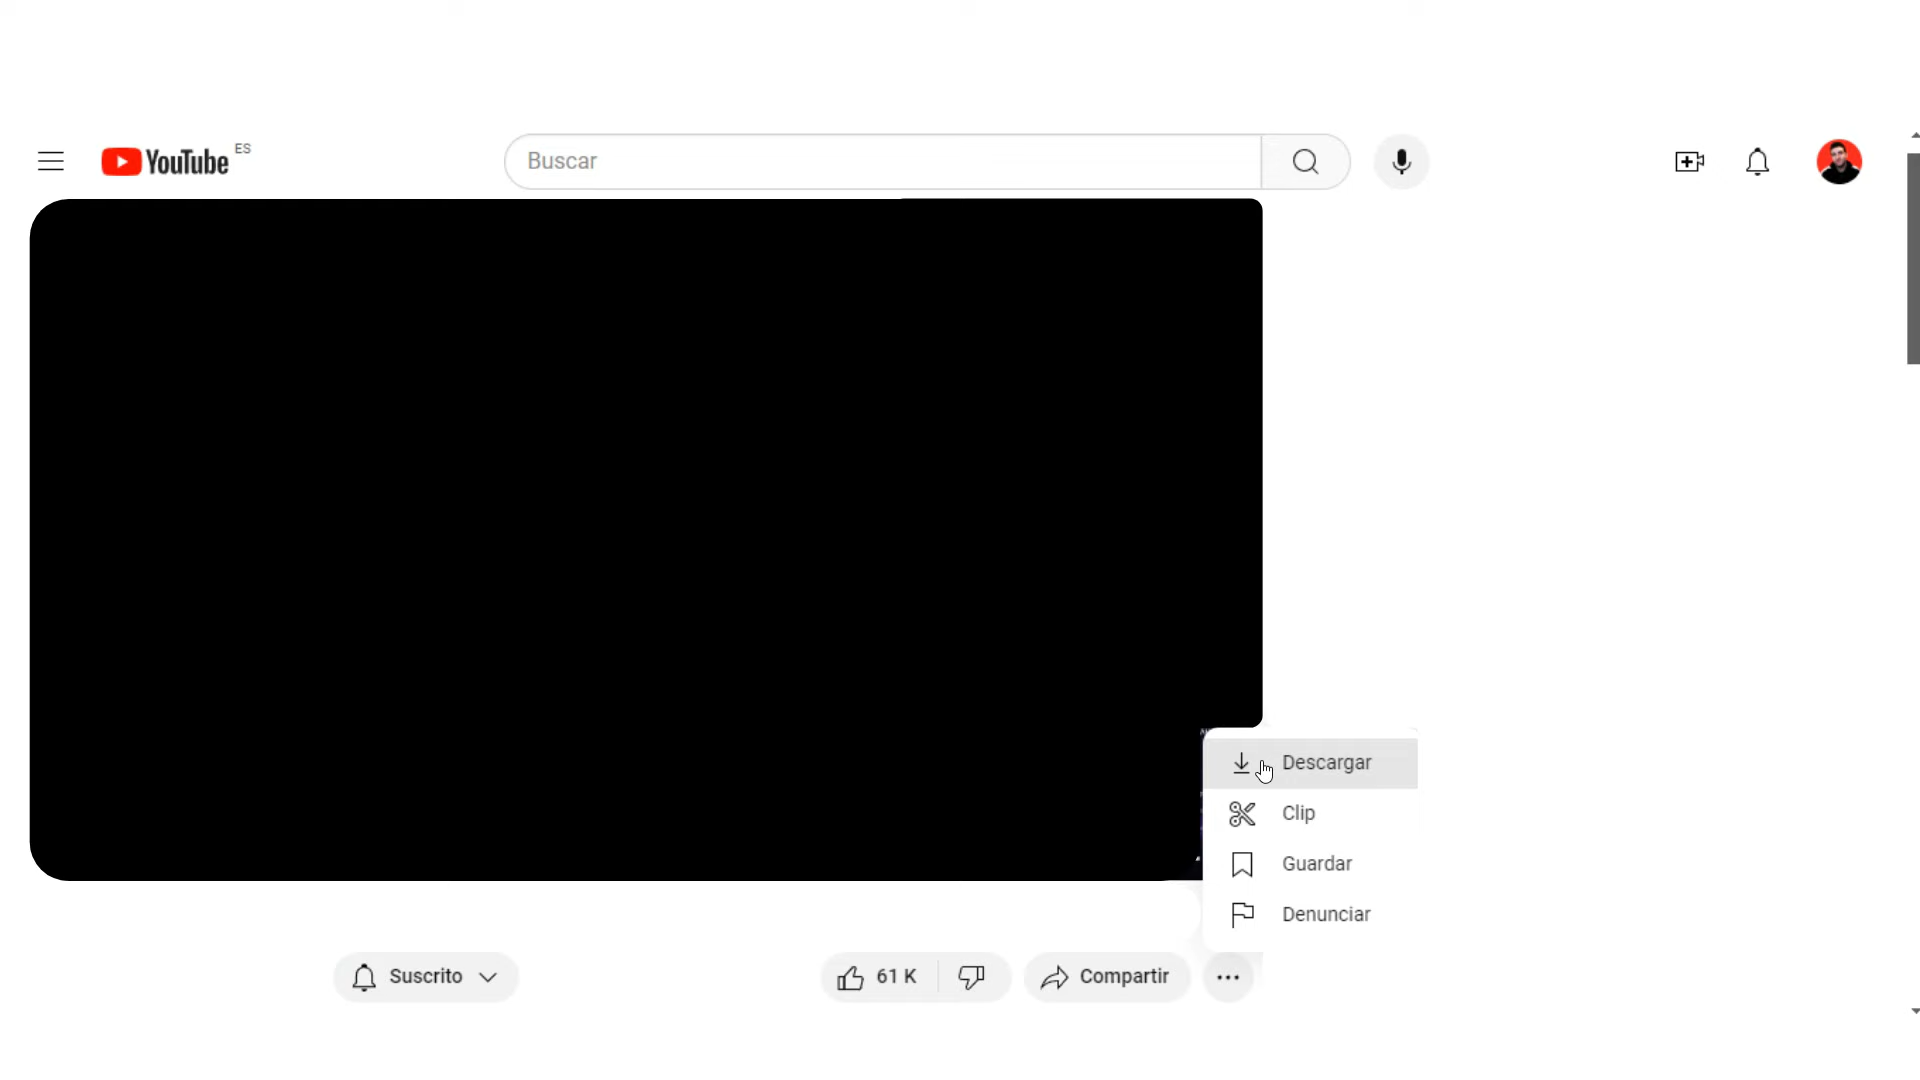 YouTube ES
Buscar
Descargar
Clip
Guardar
Denunciar
Suscrito
61 K
Compartir